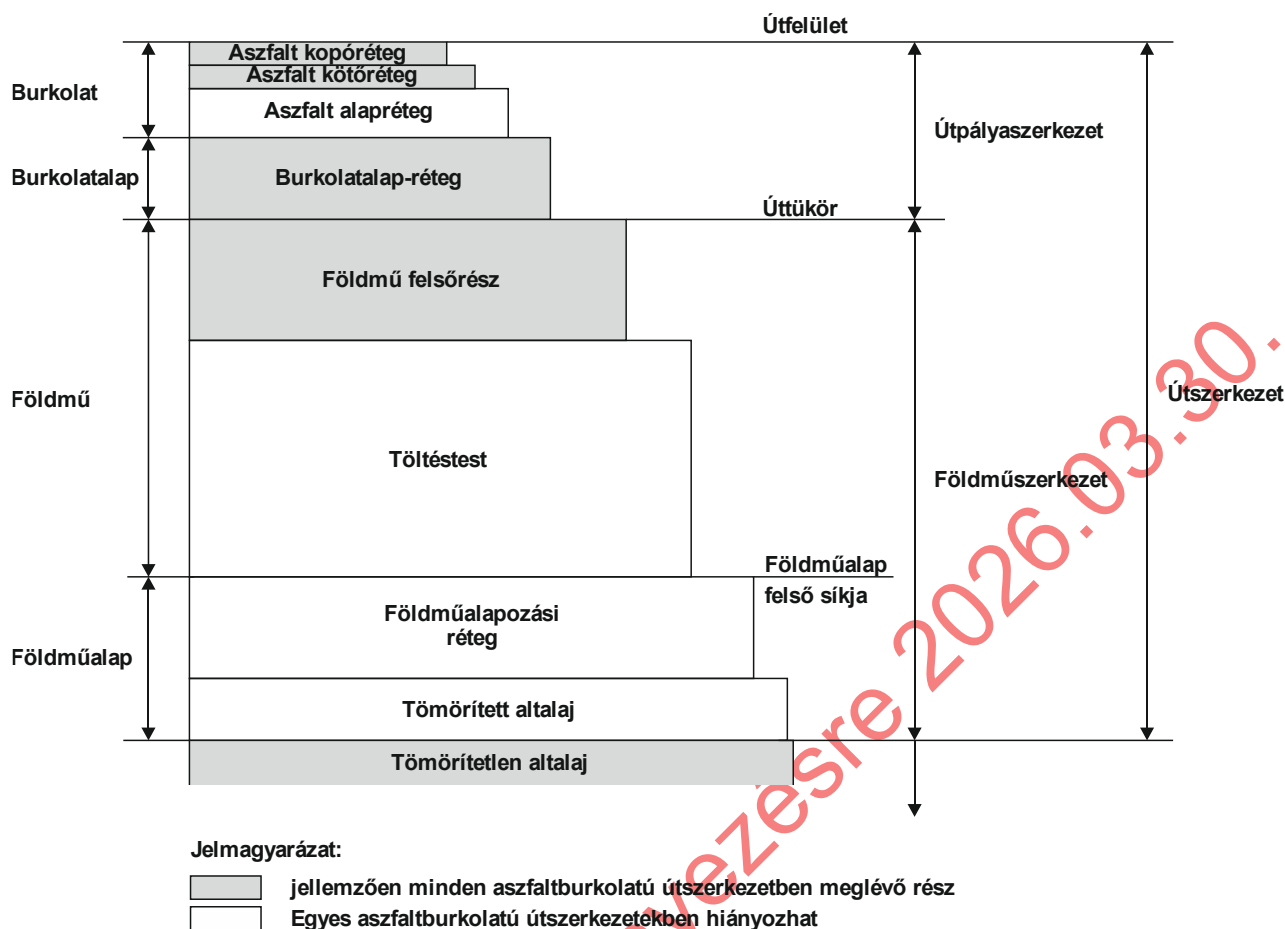 Útfelület
Aszfalt kopóréteg
Aszfalt kötőréteg
Burkolat
Aszfalt alapréteg
Útpályaszerkezet
Burkolatalap
Burkolatalap-réteg
Úttükör
Földmű felsőrész
Földmű
Útszerkezet
Töltéstest
Földműszerkezet
Földműalap
felső síkja
Földműalapozási
réteg
Földműalap
Tömörített altalaj
Tömörítetlen altalaj
Jelmagyarázat:
jellemzően minden aszfaltburkolatú útszerkezetben meglévő rész
Egyes aszfaltburkolatú útszerkezetekben hiányozhat
2026.03.30.